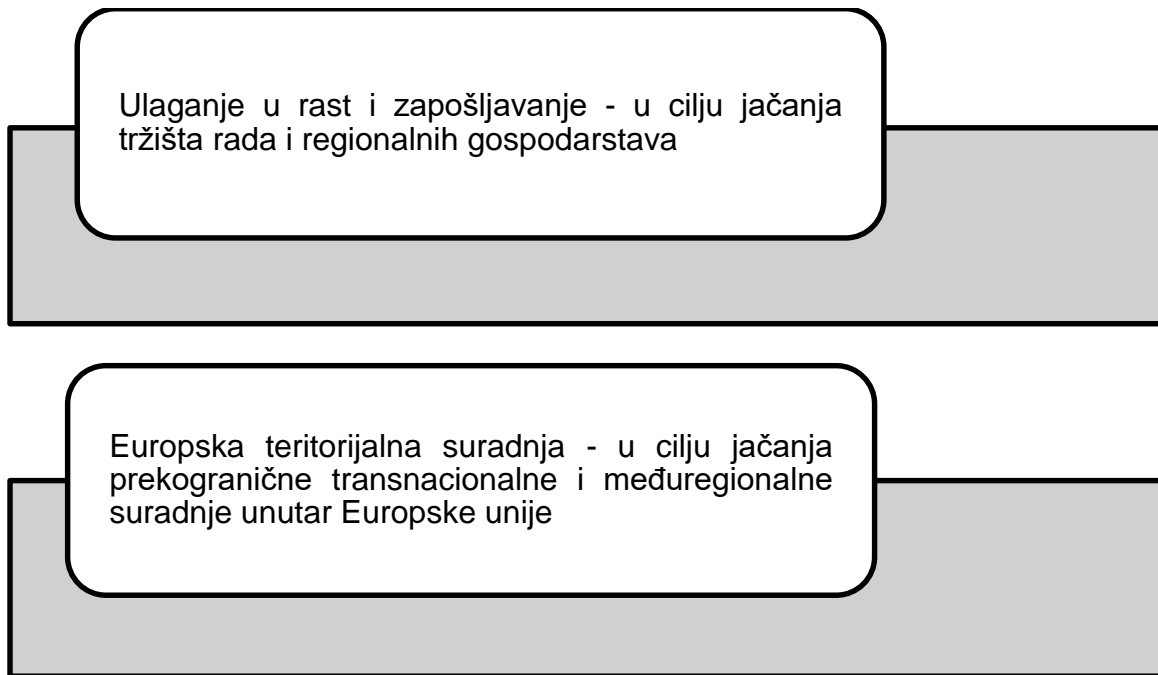 Ulaganje u rast i zapošljavanje - u cilju jačanja
tržišta rada i regionalnih gospodarstava
Europska teritorijalna suradnja - u cilju jačanja
prekogranične transnacionalne i međuregionalne
suradnje unutar Europske unije